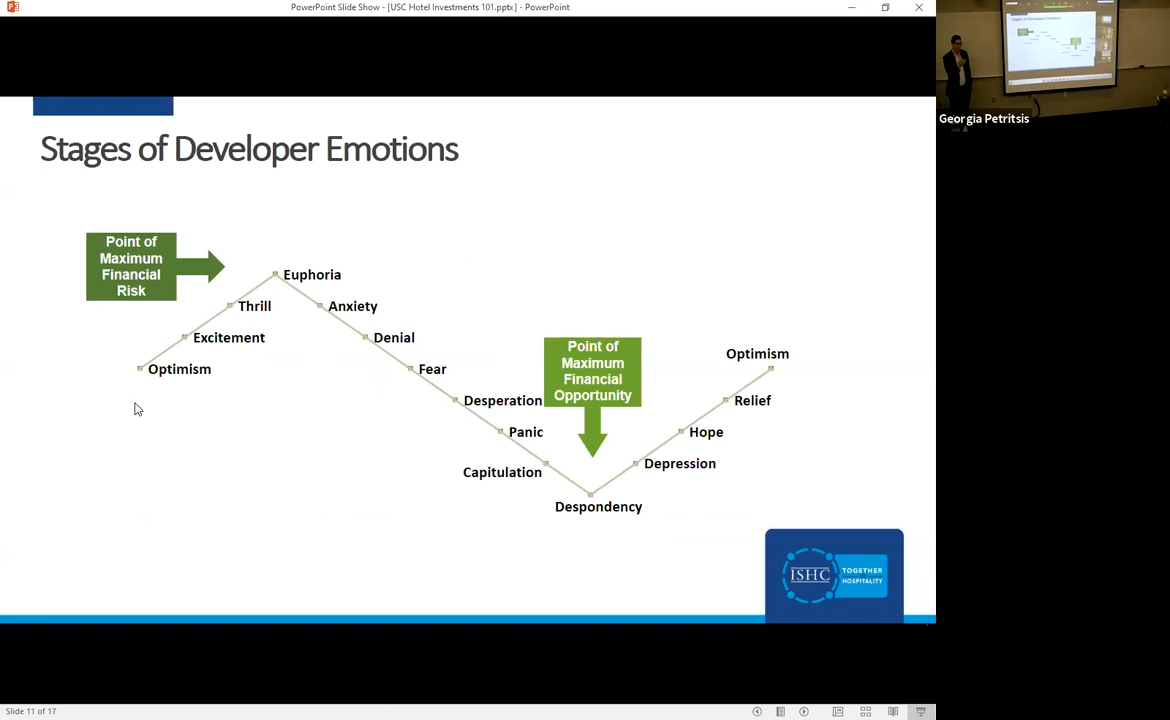 PowerPoint Slide Show - [USC Hotel Investments 101.pptx] - PowerPoint
Georgia Petritsis
Stages of Developer Emotions
Point of
Maximum
Financial
Risk
Euphoria
Thrill
Anxiety
Excitement
Denial
Optimism
Fear
Desperation
Panic
Capitulation
Despondency
Point of
Maximum
Financial
Opportunity
Depression
Hope
Relief
Optimism
ISHC
TOGETHER
HOSPITALITY
Slide 11 of 17